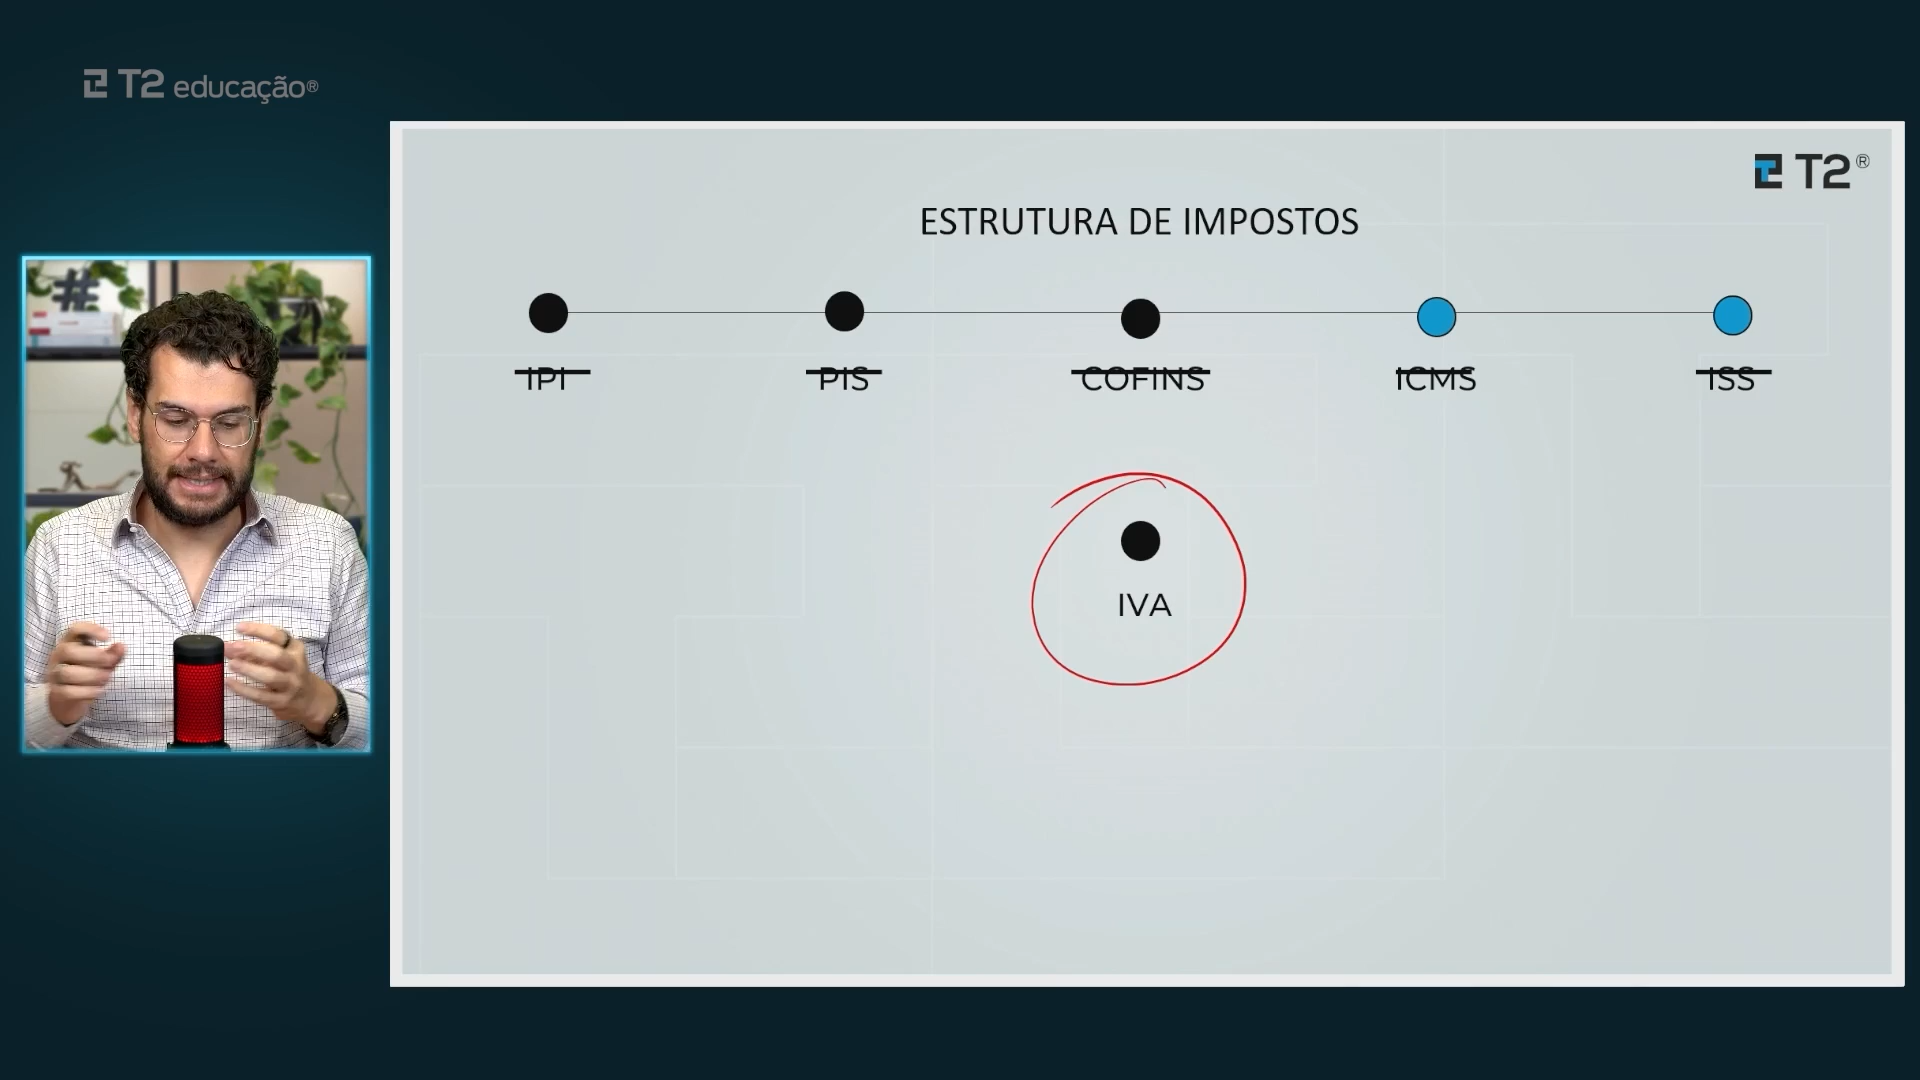 T2 educação®
T2®
ESTRUTURA DE IMPOSTOS
IPI PIS COFINS ICMS ISS
IVA